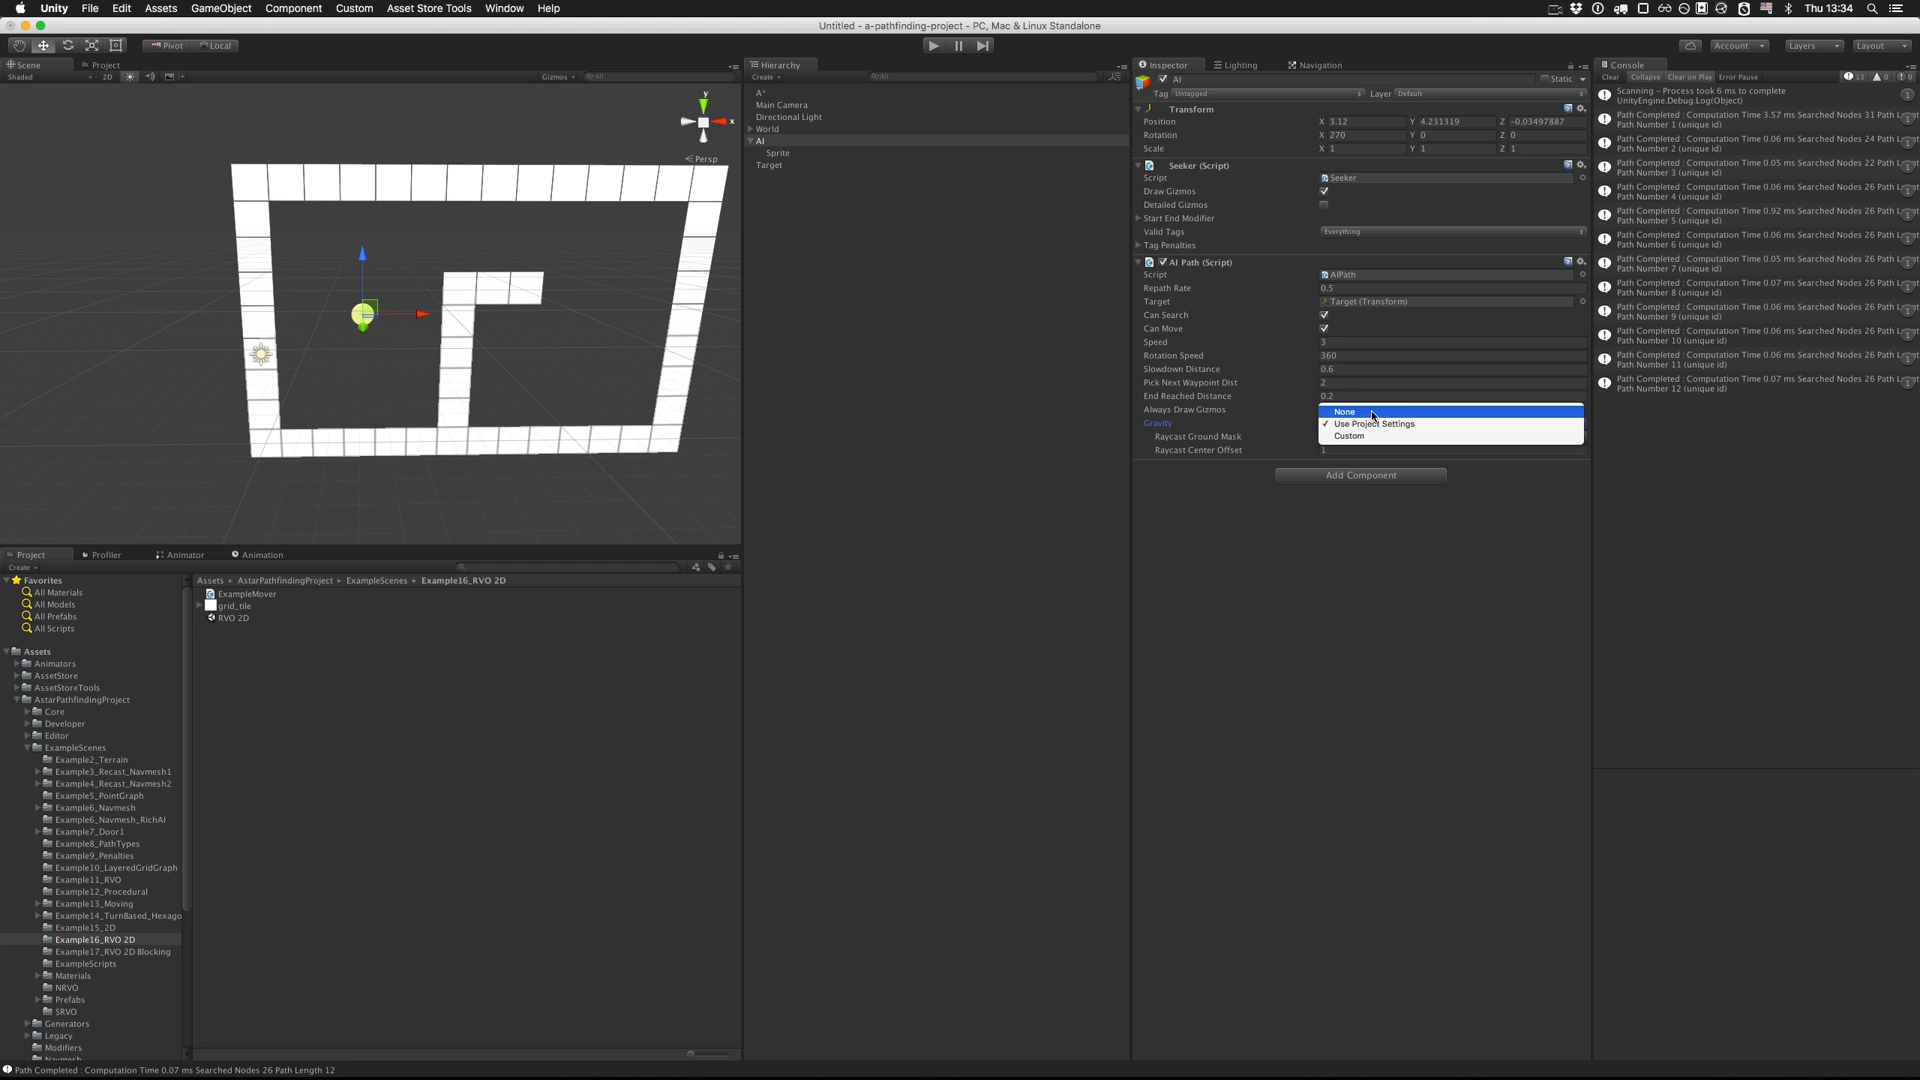 Unity File Edit Assets GameObject Component Custom Asset Store Tools Window Help Thu 13:34
Untitled - a-pathfinding-project - PC, Mac & Linux Standalone
Pivot Local Account Layers Layout
Scene Project
Shaded 2D Gizmos All
y
x
Persp
Hierarchy
Create All
A*
Main Camera
Directional Light
World
AI
Sprite
Target
Inspector Lighting Navigation
AI Static
Tag Untagged Layer Default
Transform
Position X 3.12 Y 4.231319 Z -0.03497887
Rotation X 270 Y 0 Z 0
Scale X 1 Y 1 Z 1
Seeker (Script)
Script Seeker
Draw Gizmos
Detailed Gizmos
Start End Modifier
Valid Tags Everything
Tag Penalties
AI Path (Script)
Script AIPath
Repath Rate 0.5
Target Target (Transform)
Can Search
Can Move
Speed 3
Rotation Speed 360
Slowdown Distance 0.6
Pick Next Waypoint Dist 2
End Reached Distance 0.2
Always Draw Gizmos
Gravity
Raycast Ground Mask
Raycast Center Offset 1
None
Use Project Settings
Custom
Add Component
Console
Clear Collapse Clear on Play Error Pause 13 0 0
Scanning - Process took 6 ms to complete
UnityEngine.Debug:Log(Object)
1
Path Completed : Computation Time 3.57 ms Searched Nodes 31 Path L
Path Number 1 (unique id)
Path Completed : Computation Time 0.06 ms Searched Nodes 24 Path L
Path Number 2 (unique id)
Path Completed : Computation Time 0.05 ms Searched Nodes 22 Path L
Path Number 3 (unique id)
Path Completed : Computation Time 0.06 ms Searched Nodes 26 Path L
Path Number 4 (unique id)
Path Completed : Computation Time 0.92 ms Searched Nodes 26 Path L
Path Number 5 (unique id)
Path Completed : Computation Time 0.06 ms Searched Nodes 26 Path L
Path Number 6 (unique id)
Path Completed : Computation Time 0.05 ms Searched Nodes 26 Path L
Path Number 7 (unique id)
Path Completed : Computation Time 0.07 ms Searched Nodes 26 Path L
Path Number 8 (unique id)
Path Completed : Computation Time 0.06 ms Searched Nodes 26 Path L
Path Number 9 (unique id)
Path Completed : Computation Time 0.06 ms Searched Nodes 26 Path L
Path Number 10 (unique id)
Path Completed : Computation Time 0.06 ms Searched Nodes 26 Path L
Path Number 11 (unique id)
Path Completed : Computation Time 0.07 ms Searched Nodes 26 Path L
Path Number 12 (unique id)
Project Profiler Animator Animation
Create
Favorites
All Materials
All Models
All Prefabs
All Scripts
Assets
Animators
AssetStore
AssetStoreTools
AstarPathfindingProject
Core
Developer
Editor
ExampleScenes
Example2_Terrain
Example3_Recast_Navmesh1
Example4_Recast_Navmesh2
Example5_PointGraph
Example6_Navmesh
Example6_Navmesh_RichAI
Example7_Door1
Example8_PathTypes
Example9_Penalties
Example10_LayeredGridGraph
Example11_RVO
Example12_Procedural
Example13_Moving
Example14_TurnBased_Hexago
Example15_2D
Example16_RVO 2D
Example17_RVO 2D Blocking
ExampleScripts
Materials
NRVO
Prefabs
SRVO
Generators
Legacy
Modifiers
Navmesh
Assets AstarPathfindingProject ExampleScenes Example16_RVO 2D
ExampleMover
grid_tile
RVO 2D
Path Completed : Computation Time 0.07 ms Searched Nodes 26 Path Length 12